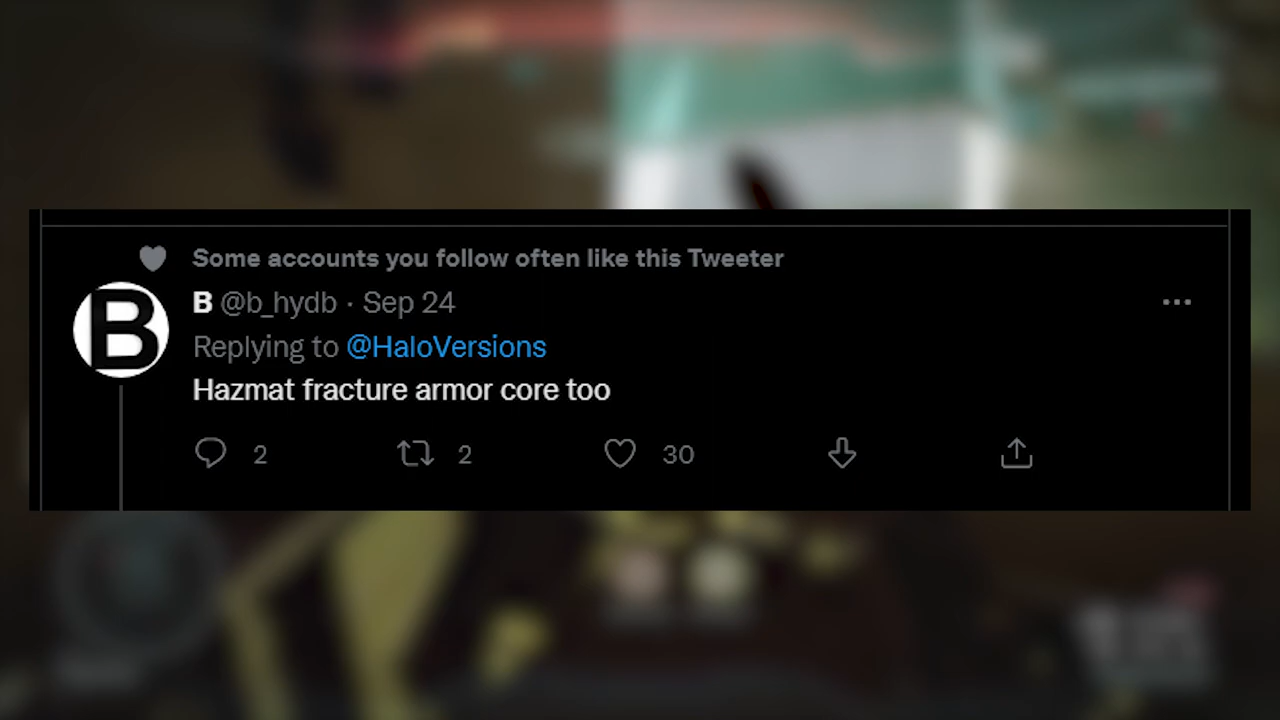 Some accounts you follow often like this Tweeter
B
B @b_hydb · Sep 24
Replying to @HaloVersions
Hazmat fracture armor core too
2 2 30